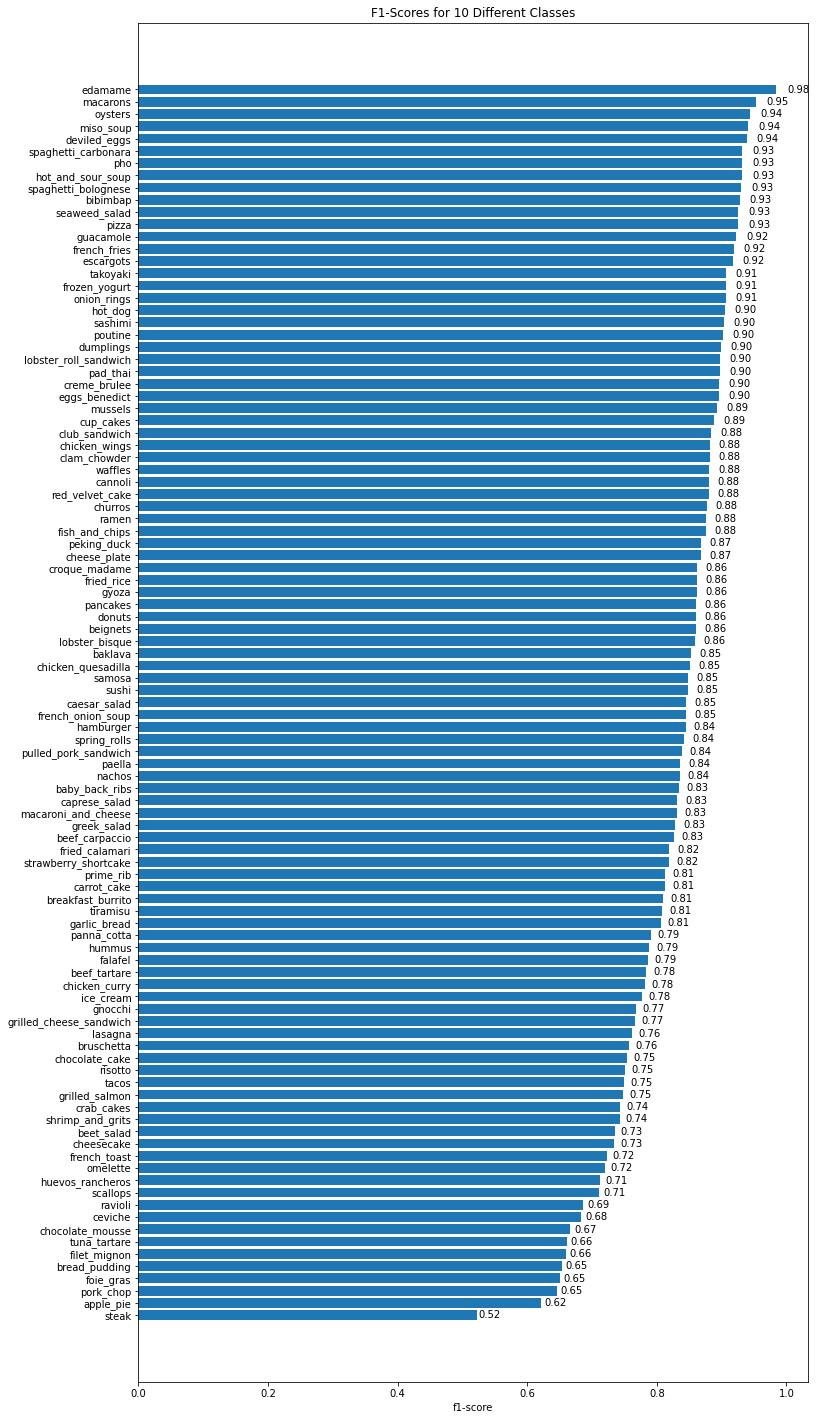 F1-Scores for 10 Different Classes
edamame 0.98
macarons 0.95
oysters 0.94
miso_soup 0.94
deviled_eggs 0.94
spaghetti_carbonara 0.93
pho 0.93
hot_and_sour_soup 0.93
spaghetti_bolognese 0.93
bibimbap 0.93
seaweed_salad 0.93
pizza 0.93
guacamole 0.92
french_fries 0.92
escargots 0.92
takoyaki 0.91
frozen_yogurt 0.91
onion_rings 0.91
hot_dog 0.90
sashimi 0.90
poutine 0.90
dumplings 0.90
lobster_roll_sandwich 0.90
pad_thai 0.90
creme_brulee 0.90
eggs_benedict 0.90
mussels 0.89
cup_cakes 0.89
club_sandwich 0.88
chicken_wings 0.88
clam_chowder 0.88
waffles 0.88
cannoli 0.88
red_velvet_cake 0.88
churros 0.88
ramen 0.88
fish_and_chips 0.88
peking_duck 0.87
cheese_plate 0.87
croque_madame 0.86
fried_rice 0.86
gyoza 0.86
pancakes 0.86
donuts 0.86
beignets 0.86
lobster_bisque 0.86
baklava 0.85
chicken_quesadilla 0.85
samosa 0.85
sushi 0.85
caesar_salad 0.85
french_onion_soup 0.85
hamburger 0.84
spring_rolls 0.84
pulled_pork_sandwich 0.84
paella 0.84
nachos 0.84
baby_back_ribs 0.83
caprese_salad 0.83
macaroni_and_cheese 0.83
greek_salad 0.83
beef_carpaccio 0.83
fried_calamari 0.82
strawberry_shortcake 0.82
prime_rib 0.81
carrot_cake 0.81
breakfast_burrito 0.81
tiramisu 0.81
garlic_bread 0.81
panna_cotta 0.79
hummus 0.79
falafel 0.79
beef_tartare 0.78
chicken_curry 0.78
ice_cream 0.78
gnocchi 0.77
grilled_cheese_sandwich 0.77
lasagna 0.76
bruschetta 0.76
chocolate_cake 0.75
risotto 0.75
tacos 0.75
grilled_salmon 0.75
crab_cakes 0.74
shrimp_and_grits 0.74
beet_salad 0.73
cheesecake 0.73
french_toast 0.72
omelette 0.72
huevos_rancheros 0.71
scallops 0.71
ravioli 0.69
ceviche 0.68
chocolate_mousse 0.67
tuna_tartare 0.66
filet_mignon 0.66
bread_pudding 0.65
foie_gras 0.65
pork_chop 0.65
apple_pie 0.62
steak 0.52
0.0 0.2 0.4 0.6 0.8 1.0
f1-score